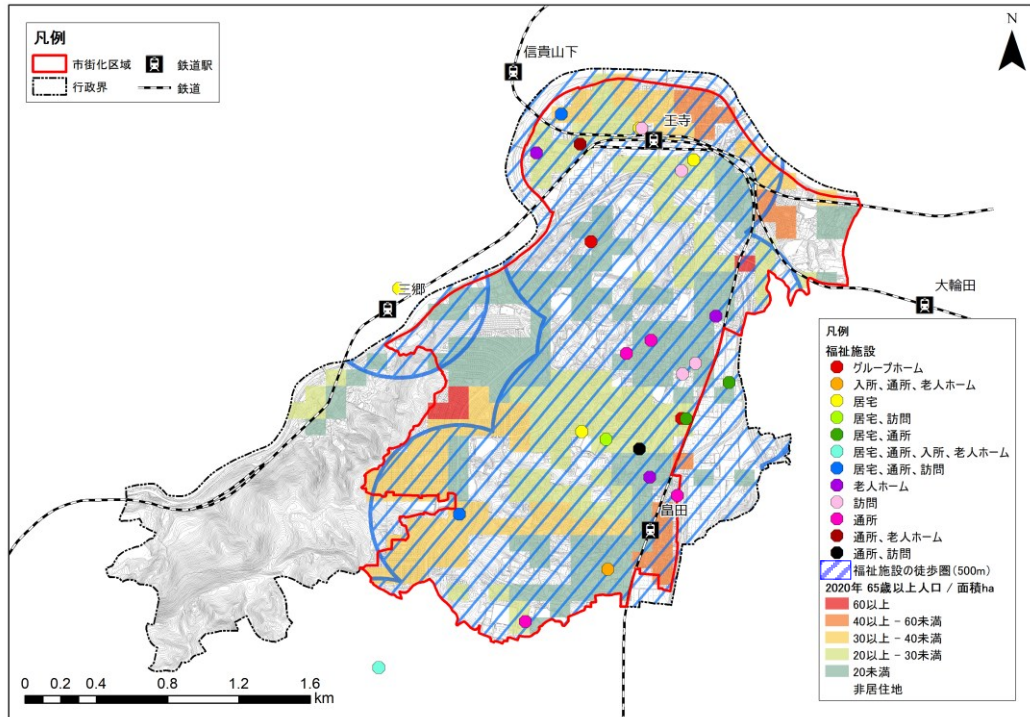 凡例
市街化区域
鉄道駅
行政界
鉄道
N
信貴山下
王寺
三郷
大輪田
畠田
凡例
福祉施設
グループホーム
入所、通所、老人ホーム
居宅
居宅、訪問
居宅、通所
居宅、通所、入所、老人ホーム
居宅、通所、訪問
老人ホーム
訪問
通所
通所、老人ホーム
通所、訪問
福祉施設の徒歩圏(500m)
2020年 65歳以上人口 / 面積ha
60以上
40以上 - 60未満
30以上 - 40未満
20以上 - 30未満
20未満
非居住地
0 0.2 0.4 0.8 1.2 1.6
km